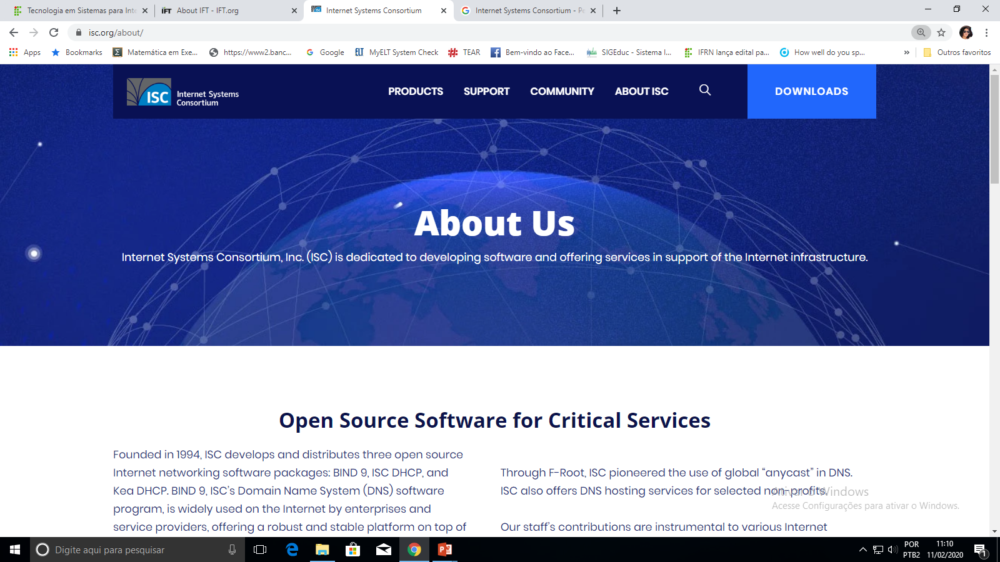 Tecnologia em Sistemas para Inte
About IFT - IFT.org
Internet Systems Consortium
Internet Systems Consortium - Pe
isc.org/about/
Apps
Bookmarks
Matemática em Exe...
https://www2.banc...
Google
MyELT System Check
TEAR
Bem-vindo ao Face...
SIGEduc - Sistema I...
IFRN lança edital pa...
How well do you sp...
»
Outros favoritos
ISC Internet Systems
Consortium
PRODUCTS
SUPPORT
COMMUNITY
ABOUT ISC
DOWNLOADS
About Us
Internet Systems Consortium, Inc. (ISC) is dedicated to developing software and offering services in support of the Internet infrastructure.
Open Source Software for Critical Services
Founded in 1994, ISC develops and distributes three open source
Internet networking software packages: BIND 9, ISC DHCP, and
Kea DHCP. BIND 9, ISC’s Domain Name System (DNS) software
program, is widely used on the Internet by enterprises and
service providers, offering a robust and stable platform on top of
Through F-Root, ISC pioneered the use of global “anycast” in DNS.
ISC also offers DNS hosting services for selected non-profits.
Our staff’s contributions are instrumental to various Internet
Ativar o Windows
Acesse Configurações para ativar o Windows.
Digite aqui para pesquisar
POR
PTB2
11:10
11/02/2020
1